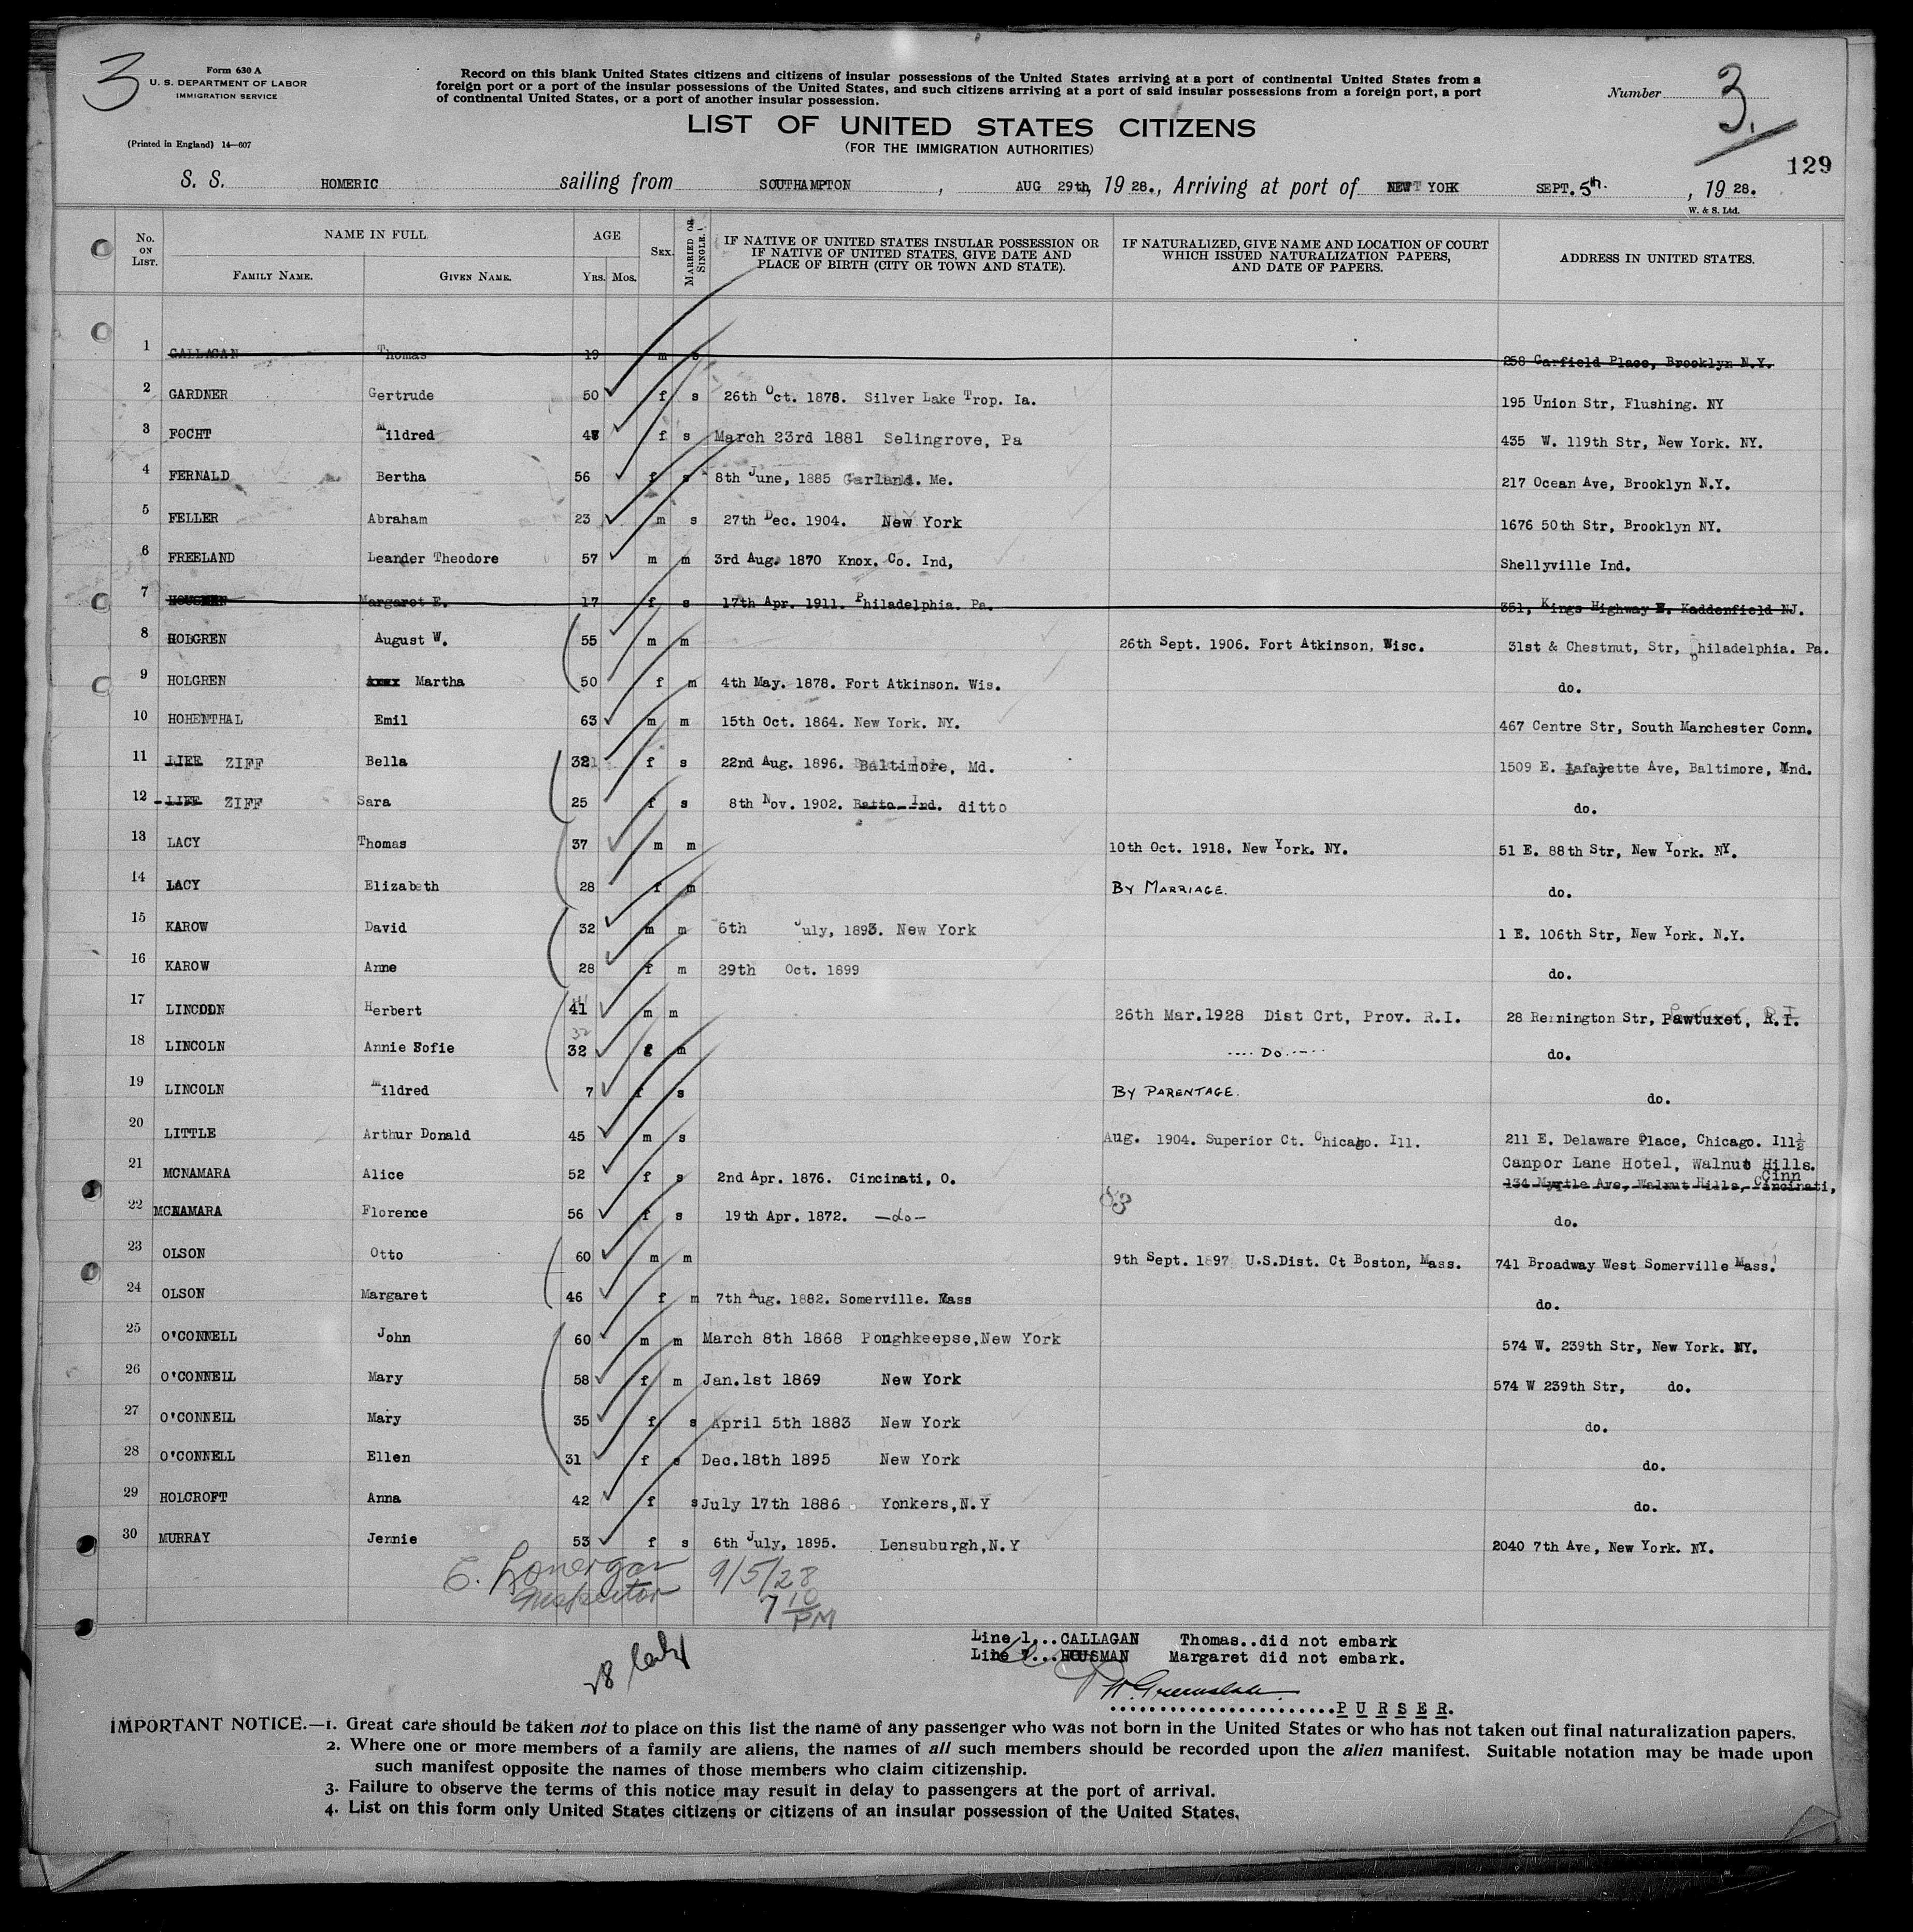 3
Form 630 A
U. S. DEPARTMENT OF LABOR
IMMIGRATION SERVICE
(Printed in England) 14—607
Record on this blank United States citizens and citizens of insular possessions of the United States arriving at a port of continental United States from a
foreign port or a port of the insular possessions of the United States, and such citizens arriving at a port of said insular possessions from a foreign port, a port
of continental United States, or a port of another insular possession.
Number 3.
LIST OF UNITED STATES CITIZENS
(FOR THE IMMIGRATION AUTHORITIES)
129
S. S. HOMERIC sailing from SOUTHAMPTON, AUG 29th, 19 28., Arriving at port of NEW YORK SEPT. 5th., 19 28.
W. & S. Ltd.
No. ON LIST. NAME IN FULL FAMILY NAME. GIVEN NAME. AGE YRS. MOS. SEX. MARRIED OR SINGLE. IF NATIVE OF UNITED STATES INSULAR POSSESSION OR IF NATIVE OF UNITED STATES, GIVE DATE AND PLACE OF BIRTH (CITY OR TOWN AND STATE). IF NATURALIZED, GIVE NAME AND LOCATION OF COURT WHICH ISSUED NATURALIZATION PAPERS, AND DATE OF PAPERS. ADDRESS IN UNITED STATES.
1 CALLAGAN Thomas 19 m s 258 Garfield Place, Brooklyn N.Y.
2 GARDNER Gertrude 50 f s 26th Oct. 1878. Silver Lake Trop. Ia. 195 Union Str, Flushing. NY
3 FOCHT Mildred 47 f s March 23rd 1881 Selingrove, Pa 435 W. 119th Str, New York. NY.
4 FERNALD Bertha 56 f s 8th June, 1885 Garland. Me. 217 Ocean Ave, Brooklyn N.Y.
5 FELLER Abraham 23 m s 27th Dec. 1904. New York 1676 50th Str, Brooklyn NY.
6 FREELAND Leander Theodore 57 m m 3rd Aug. 1870 Knox. Co. Ind, Shellyville Ind.
7 HOUSMEN Margaret E. 17 f s 17th Apr. 1911. Philadelphia. Pa. 351, Kings Highway E. Kaddenfield NJ.
8 HOLGREN August W. 55 m m 26th Sept. 1906. Fort Atkinson, Wisc. 31st & Chestnut, Str, Philadelphia. Pa.
9 HOLGREN Martha 50 f m 4th May. 1878. Fort Atkinson. Wis. do.
10 HOHENTHAL Emil 63 m m 15th Oct. 1864. New York. NY. 467 Centre Str, South Manchester Conn.
11 LIFF ZIFF Bella 32 f s 22nd Aug. 1896. Baltimore, Md. 1509 E. Lafayette Ave, Baltimore, Ind.
12 LIFF ZIFF Sara 25 f s 8th Nov. 1902. Balto Ind. ditto do.
13 LACY Thomas 37 m m 10th Oct. 1918. New York. NY. 51 E. 88th Str, New York. NY.
14 LACY Elizabeth 28 f m BY MARRIAGE. do.
15 KAROW David 32 m m 6th July, 1893. New York 1 E. 106th Str, New York. N.Y.
16 KAROW Anne 28 f m 29th Oct. 1899 do.
17 LINCOLN Herbert 41 m m 26th Mar.1928 Dist Crt, Prov. R.I. 28 Remington Str, Pawtuxet, R.I.
18 LINCOLN Annie Sofie 32 f m Do do.
19 LINCOLN Mildred 7 f s BY PARENTAGE. do.
20 LITTLE Arthur Donald 45 m s Aug. 1904. Superior Ct. Chicago. Ill. 211 E. Delaware Place, Chicago. Ill
21 MCNAMARA Alice 52 f s 2nd Apr. 1876. Cincinati, O. Canpor Lane Hotel, Walnut Hills. Cinn
134 Myrtle Ave, Walnut Hills, Cincinati,
22 MCNAMARA Florence 56 f s 19th Apr. 1872. —do— do.
23 OLSON Otto 60 m m 9th Sept. 1897 U.S.Dist. Ct Boston, Mass. 741 Broadway West Somerville Mass.
24 OLSON Margaret 46 f m 7th Aug. 1882. Somerville. Mass do.
25 O'CONNELL John 60 m m March 8th 1868 Poughkeepse,New York 574 W. 239th Str, New York. NY.
26 O'CONNELL Mary 58 f m Jan.1st 1869 New York 574 W 239th Str, do.
27 O'CONNELL Mary 35 f s April 5th 1883 New York do.
28 O'CONNELL Ellen 31 f s Dec.18th 1895 New York do.
29 HOLCROFT Anna 42 f s July 17th 1886 Yonkers,N.Y do.
30 MURRAY Jennie 53 f s 6th July, 1895. Lensuburgh,N.Y 2040 7th Ave, New York. NY.
E. Lonergan 9/5/28
Inspector 7 10 PM
Line 1...CALLAGAN Thomas..did not embark
Line 7...HOUSMAN Margaret did not embark.
PURSER.
IMPORTANT NOTICE.—1. Great care should be taken not to place on this list the name of any passenger who was not born in the United States or who has not taken out final naturalization papers.
2. Where one or more members of a family are aliens, the names of all such members should be recorded upon the alien manifest. Suitable notation may be made upon
such manifest opposite the names of those members who claim citizenship.
3. Failure to observe the terms of this notice may result in delay to passengers at the port of arrival.
4. List on this form only United States citizens or citizens of an insular possession of the United States.